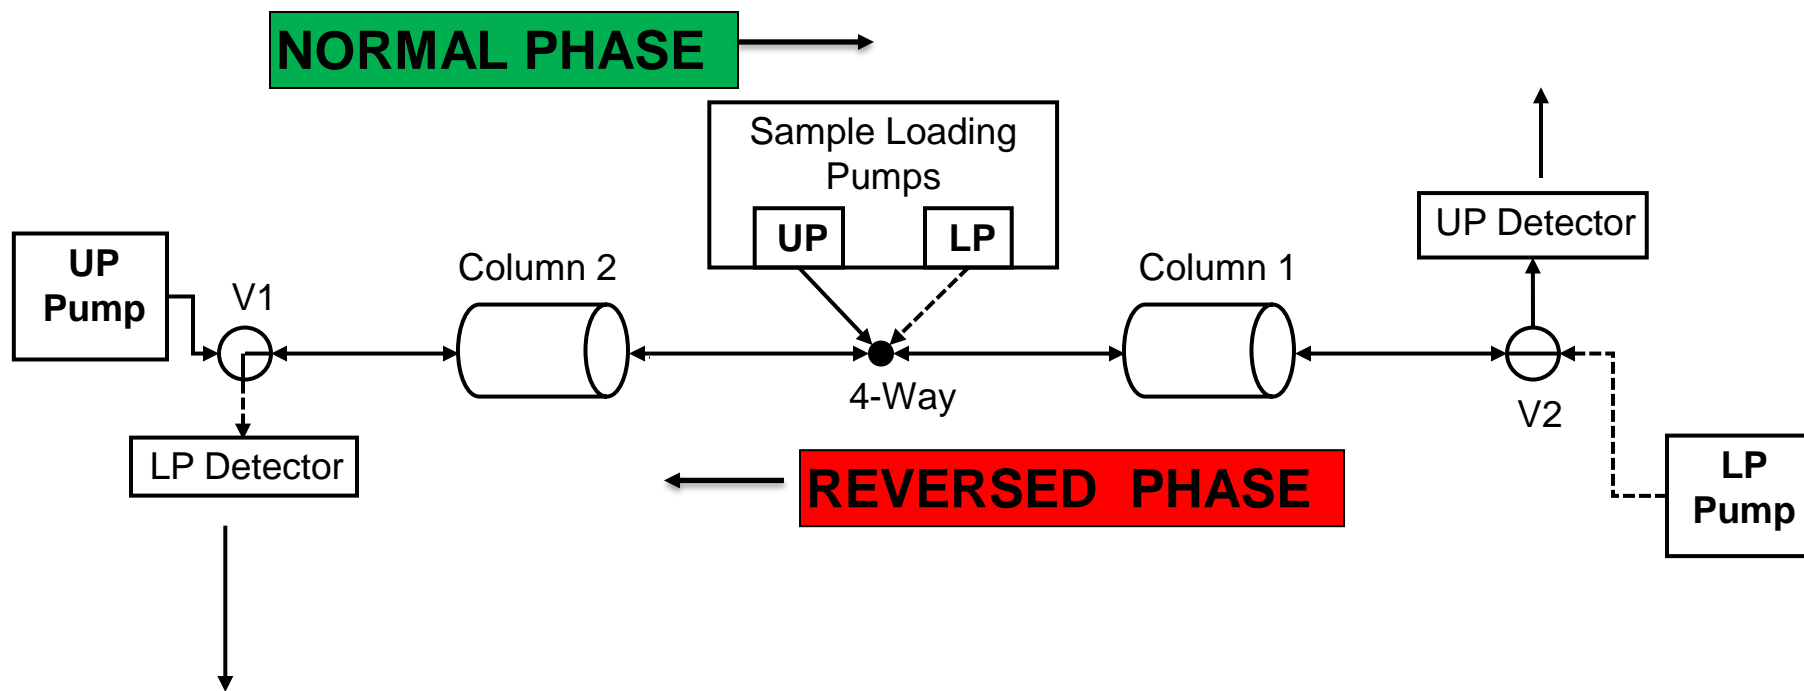 NORMAL PHASE
Sample Loading
Pumps
UP
LP
UP Detector
UP
Pump
V1
Column 2
Column 1
4-Way
V2
LP Detector
REVERSED PHASE
LP
Pump